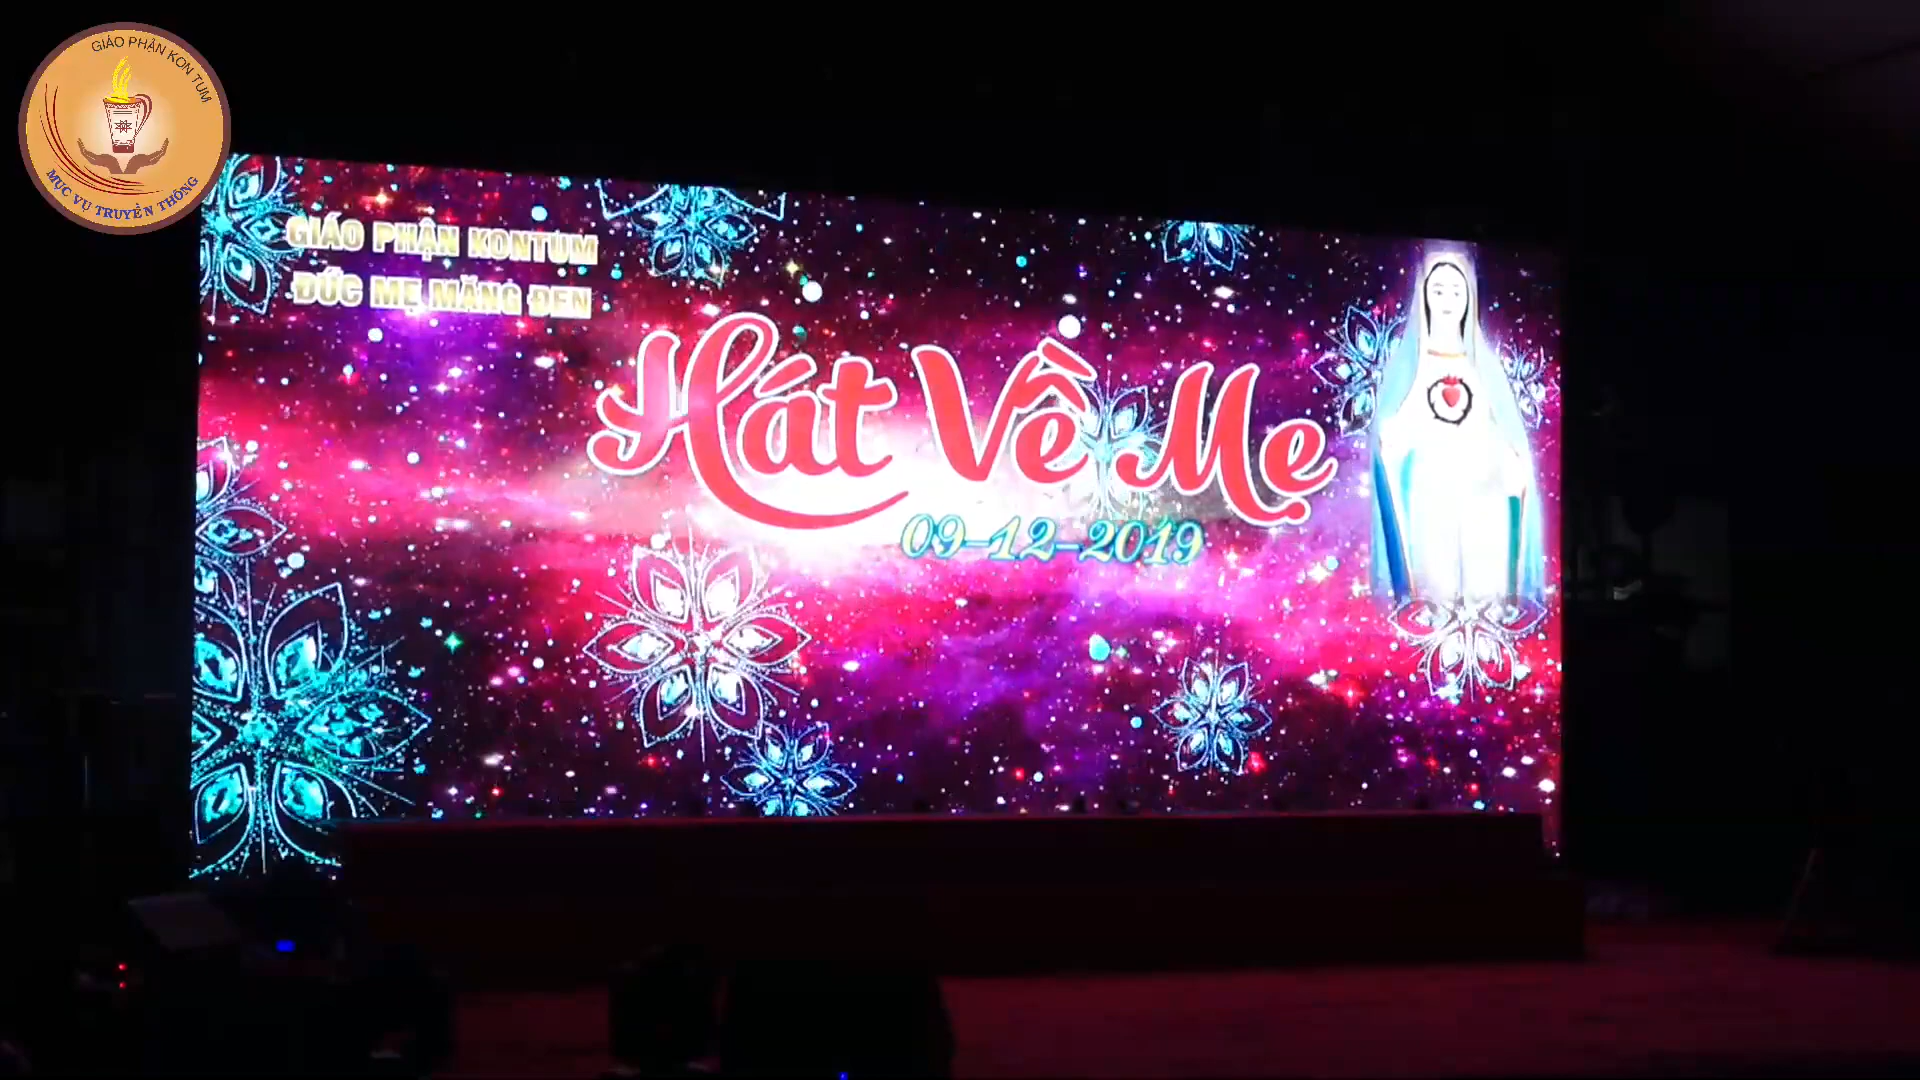 GIÁO PHẬN KON TUM
MỤC VỤ TRUYỀN THÔNG
GIÁO PHẬN KONTUM
ĐỨC MẸ MĂNG ĐEN
Hát Về Mẹ
09-12-2019